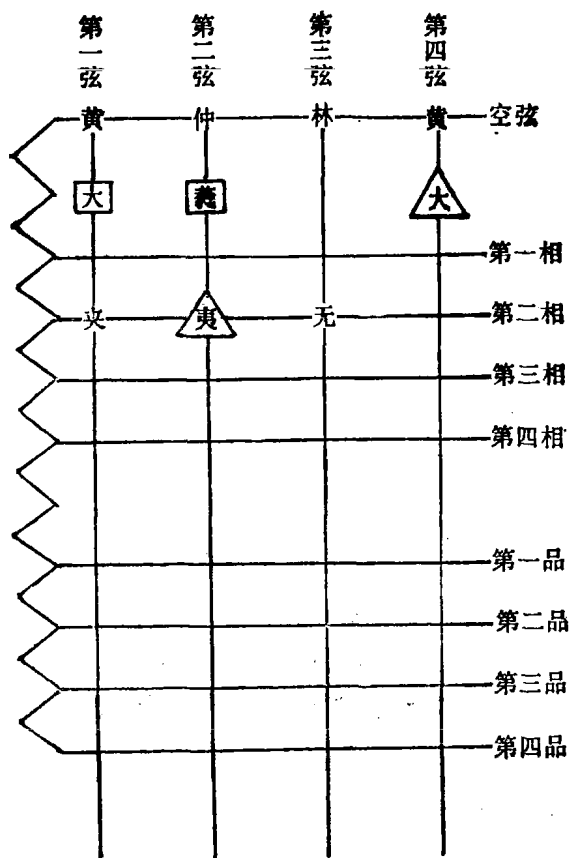 第一弦 第二弦 第三弦 第四弦
黄 仲 林 黄 空弦
大 蕤 大
第一相
夹 夷 无 第二相
第三相
第四相
第一品
第二品
第三品
第四品